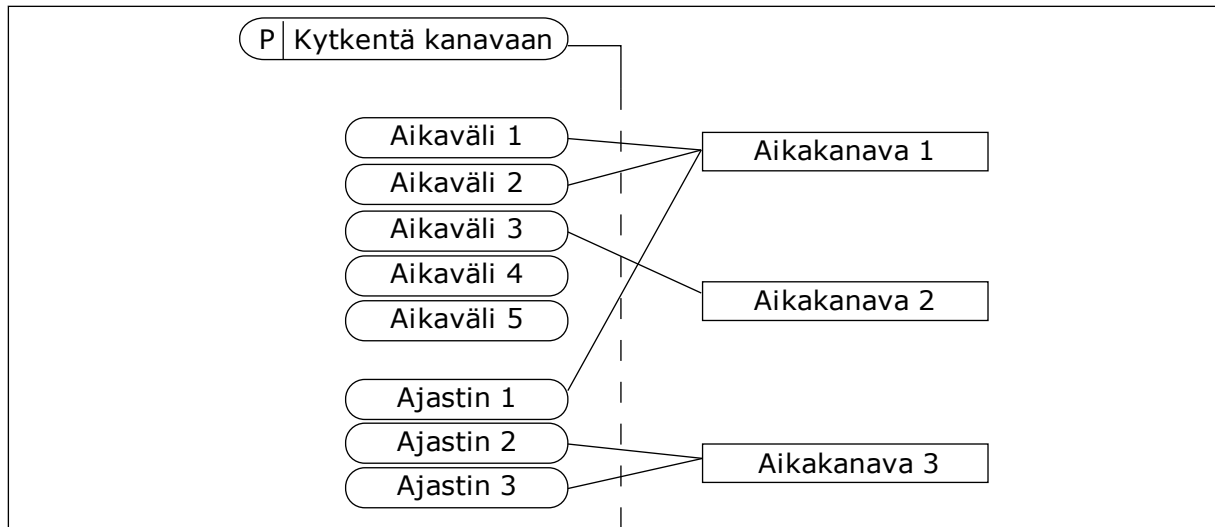 P Kytkentä kanavaan
Aikaväli 1
Aikaväli 2
Aikaväli 3
Aikaväli 4
Aikaväli 5
Ajastin 1
Ajastin 2
Ajastin 3
Aikakanava 1
Aikakanava 2
Aikakanava 3